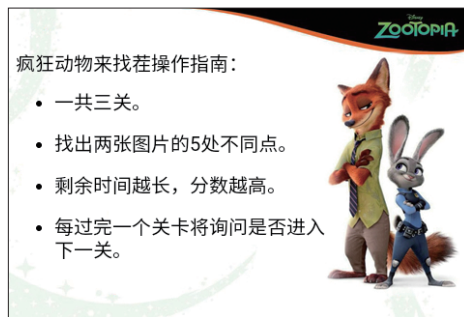 Disney
ZOOTOPIA
疯狂动物来找茬操作指南：
• 一共三关。
• 找出两张图片的5处不同点。
• 剩余时间越长，分数越高。
• 每过完一个关卡将询问是否进入
下一关。